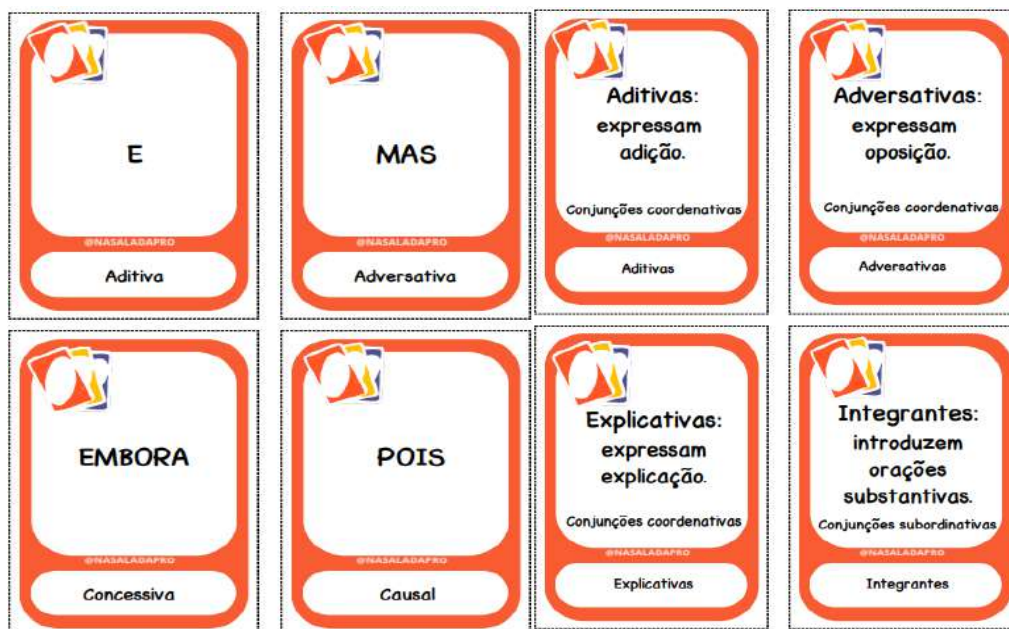 E
@NASALADAPRO
Aditiva
MAS
@NASALADAPRO
Adversativa
Aditivas:
expressam
adição.
Conjunções coordenativas
@NASALADAPRO
Aditivas
Adversativas:
expressam
oposição.
Conjunções coordenativas
@NASALADAPRO
Adversativas
EMBORA
@NASALADAPRO
Concessiva
POIS
@NASALADAPRO
Causal
Explicativas:
expressam
explicação.
Conjunções coordenativas
@NASALADAPRO
Explicativas
Integrantes:
introduzem
orações
substantivas.
Conjunções subordinativas
@NASALADAPRO
Integrantes